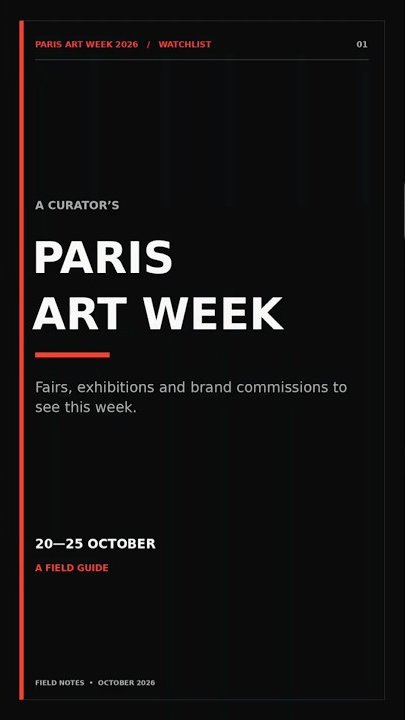 PARIS ART WEEK 2026 / WATCHLIST 01
A CURATOR’S
PARIS
ART WEEK
Fairs, exhibitions and brand commissions to
see this week.
20—25 OCTOBER
A FIELD GUIDE
FIELD NOTES • OCTOBER 2026